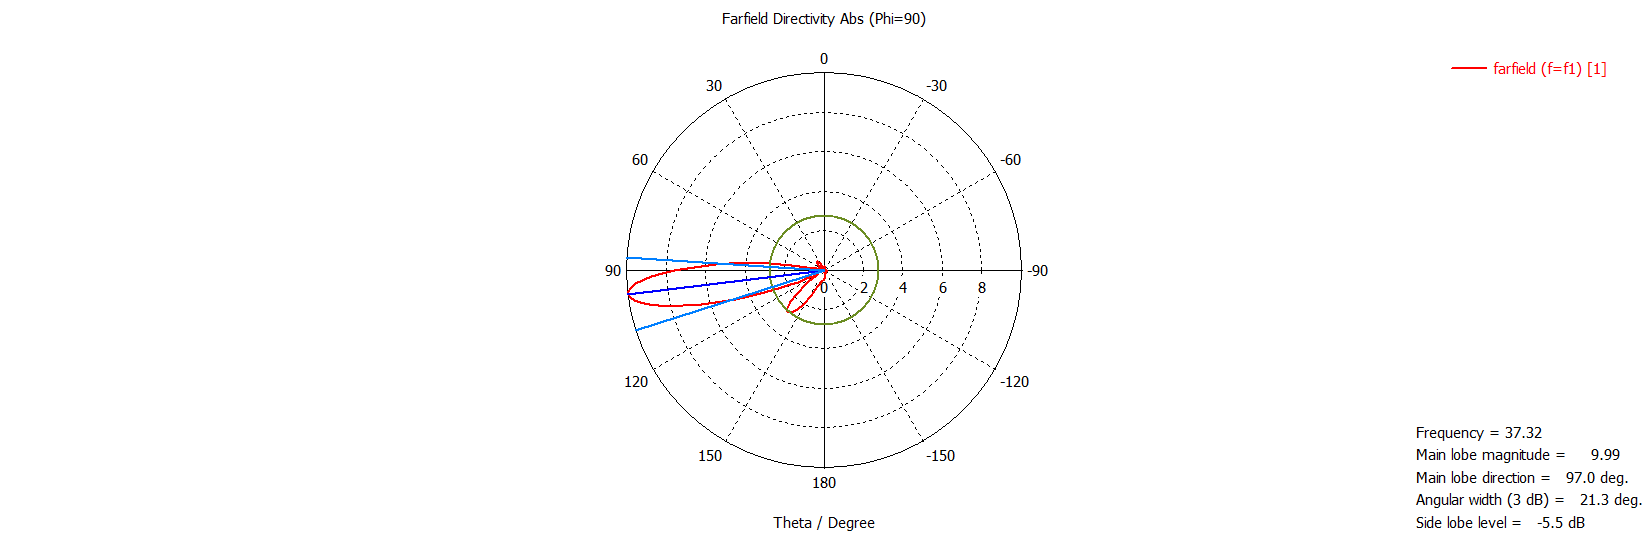 Farfield Directivity Abs (Phi=90)
farfield (f=f1) [1]
0
30
-30
60
-60
90
-90
0
2
4
6
8
120
-120
150
-150
180
Theta / Degree
Frequency = 37.32
Main lobe magnitude = 9.99
Main lobe direction = 97.0 deg.
Angular width (3 dB) = 21.3 deg.
Side lobe level = -5.5 dB